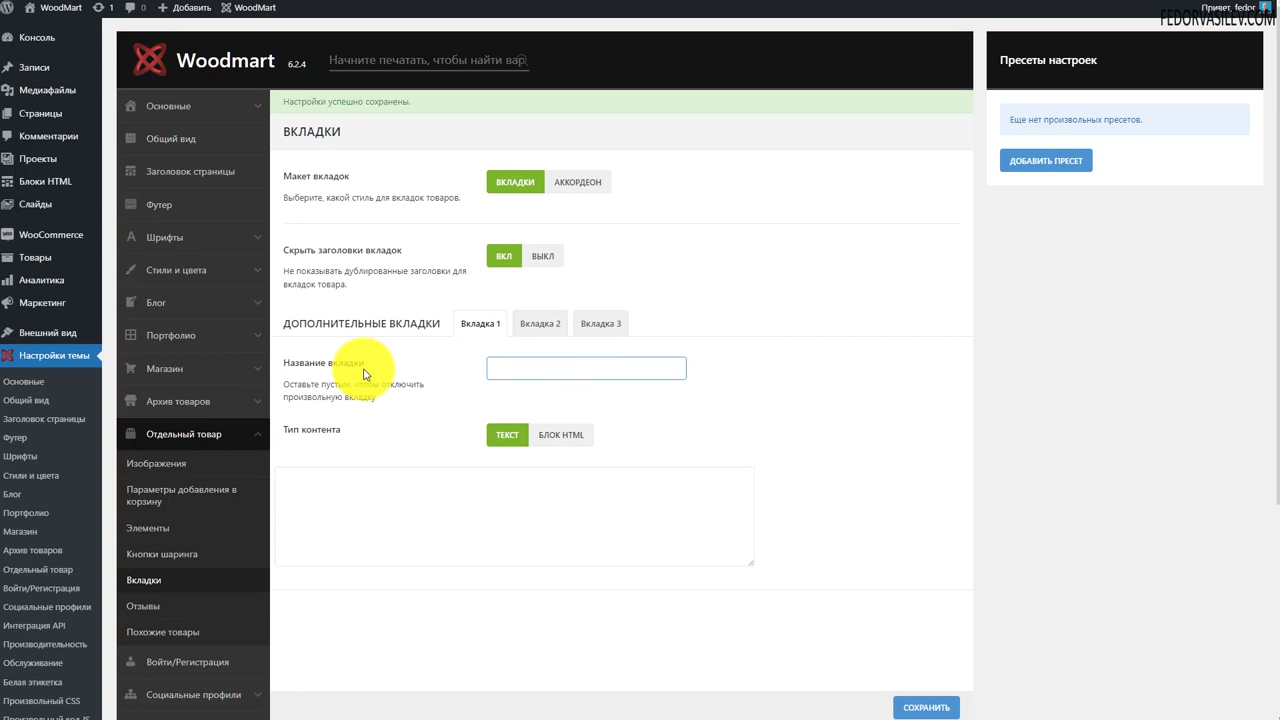 WoodMart
1
0
Добавить
WoodMart
Привет, fedor
FEDORVASILEV.COM
Консоль
Записи
Медиафайлы
Страницы
Комментарии
Проекты
Блоки HTML
Слайды
WooCommerce
Товары
Аналитика
Маркетинг
Внешний вид
Настройки темы
Основные
Общий вид
Заголовок страницы
Футер
Шрифты
Стили и цвета
Блог
Портфолио
Магазин
Архив товаров
Отдельный товар
Войти/Регистрация
Социальные профили
Интеграция API
Производительность
Обслуживание
Белая этикетка
Произвольный CSS
Произвольный код JS
Woodmart
6.2.4
Начните печатать, чтобы найти вар
Основные
Общий вид
Заголовок страницы
Футер
Шрифты
Стили и цвета
Блог
Портфолио
Магазин
Архив товаров
Отдельный товар
Изображения
Параметры добавления в
корзину
Элементы
Кнопки шаринга
Вкладки
Отзывы
Похожие товары
Войти/Регистрация
Социальные профили
Настройки успешно сохранены.
ВКЛАДКИ
Макет вкладок
ВКЛАДКИ
АККОРДЕОН
Выберите, какой стиль для вкладок товаров.
Скрыть заголовки вкладок
ВКЛ
ВЫКЛ
Не показывать дублированные заголовки для
вкладок товара.
ДОПОЛНИТЕЛЬНЫЕ ВКЛАДКИ
Вкладка 1
Вкладка 2
Вкладка 3
Название вкладки
Оставьте пустым, чтобы отключить
произвольную вкладку
Тип контента
ТЕКСТ
БЛОК HTML
СОХРАНИТЬ
Пресеты настроек
Еще нет произвольных пресетов.
ДОБАВИТЬ ПРЕСЕТ